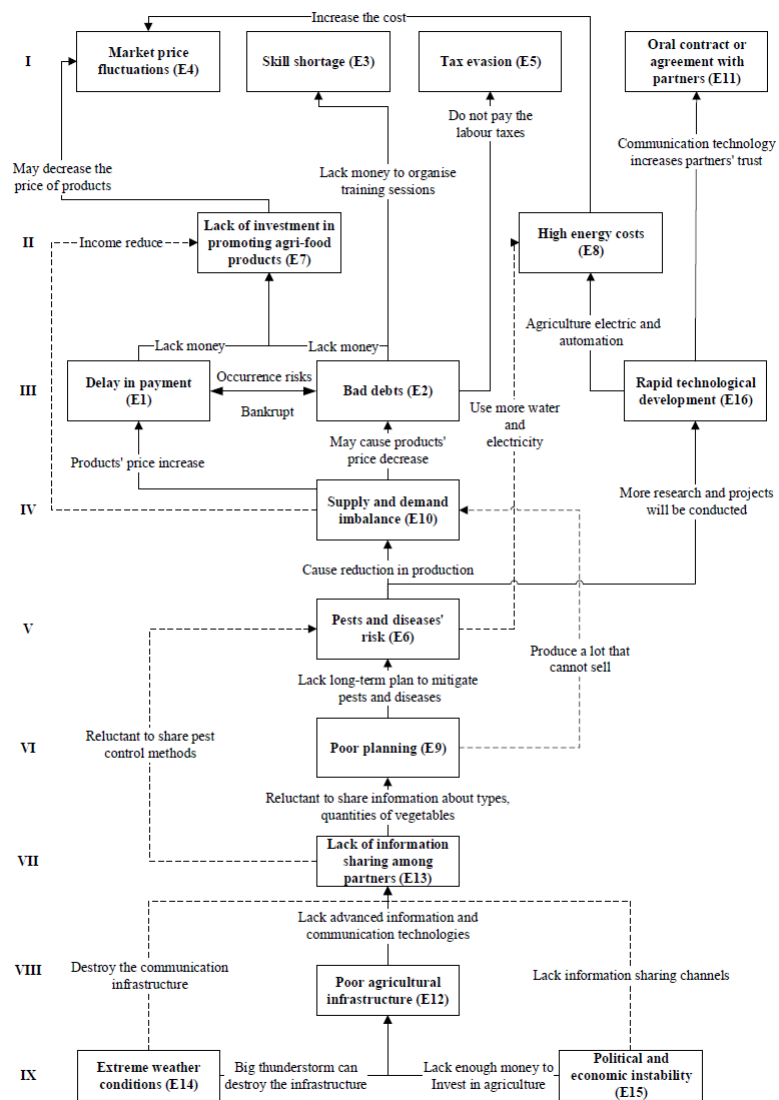 Increase the cost
I
Market price
fluctuations (E4)
Skill shortage (E3)
Tax evasion (E5)
Oral contract or
agreement with
partners (E11)
Do not pay the
labour taxes
May decrease the
price of products
Lack money to organise
training sessions
Communication technology
increases partners' trust
II
Income reduce
Lack of investment in
promoting agri-food
products (E7)
High energy costs
(E8)
Lack money
Lack money
Agriculture electric and
automation
III
Delay in payment
(E1)
Occurrence risks
Bankrupt
Bad debts (E2)
Rapid technological
development (E16)
Use more water
and
electricity
Products' price increase
May cause products'
price decrease
IV
Supply and demand
imbalance (E10)
More research and projects
will be conducted
Cause reduction in production
V
Pests and diseases'
risk (E6)
Produce a lot that
cannot sell
Lack long-term plan to mitigate
pests and diseases
Reluctant to share pest
control methods
VI
Poor planning (E9)
Reluctant to share information about types,
quantities of vegetables
VII
Lack of information
sharing among
partners (E13)
Lack advanced information and
communication technologies
VIII
Destroy the communication
infrastructure
Poor agricultural
infrastructure (E12)
Lack information sharing channels
IX
Extreme weather
conditions (E14)
Big thunderstorm can
destroy the infrastructure
Lack enough money to
Invest in agriculture
Political and
economic instability
(E15)